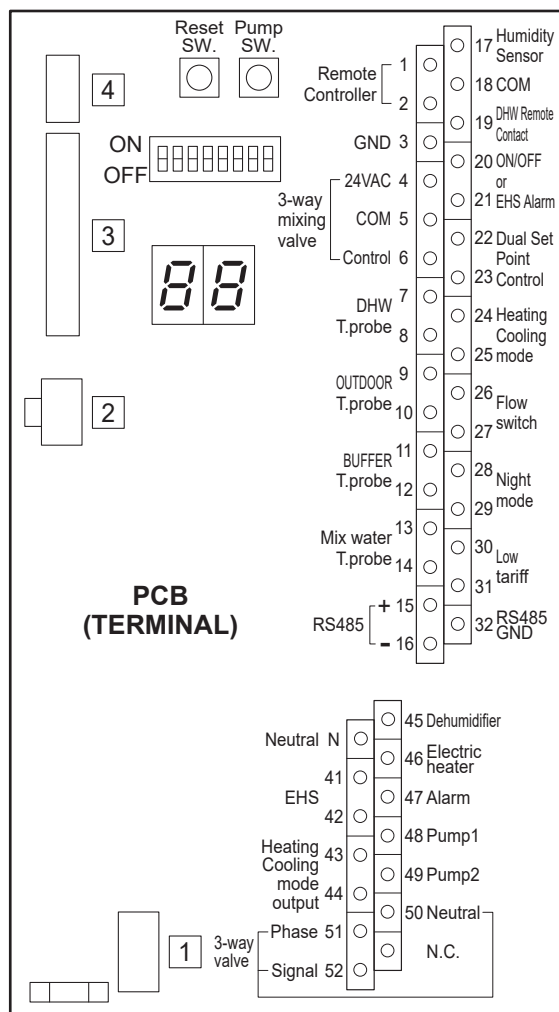 Reset SW.
Pump SW.
4
ON
OFF
3
88
2
PCB
(TERMINAL)
Remote
Controller
1
2
GND 3
3-way
mixing
valve
24VAC 4
COM 5
Control 6
DHW
T.probe
7
8
OUTDOOR
T.probe
9
10
BUFFER
T.probe
11
12
Mix water
T.probe
13
14
RS485
+ 15
- 16
17 Humidity
Sensor
18 COM
19 DHW Remote
Contact
20 ON/OFF
or
21 EHS Alarm
22 Dual Set
Point
23 Control
24 Heating
Cooling
25 mode
26
Flow
switch
27
28
Night
mode
29
30
Low
tariff
31
32 RS485
GND
Neutral N
EHS
41
42
Heating
Cooling
mode
output
43
44
1
3-way
valve
Phase 51
Signal 52
45 Dehumidifier
46 Electric
heater
47 Alarm
48 Pump1
49 Pump2
50 Neutral
N.C.